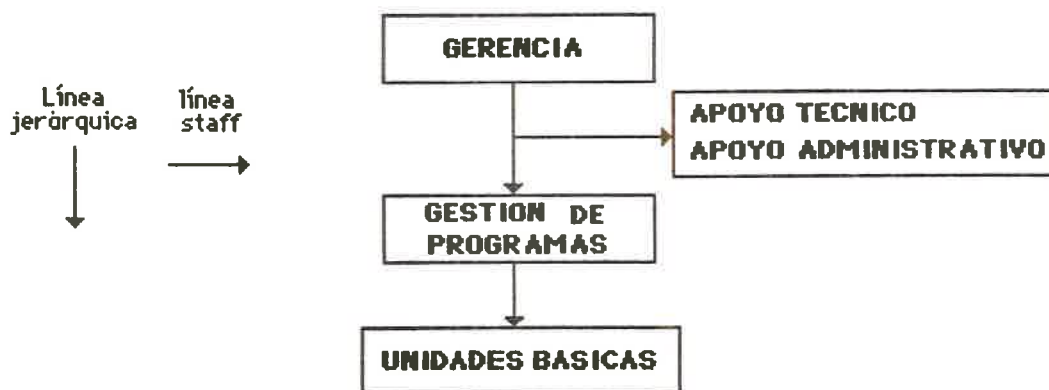 GERENCIA
Línea
jeràrquica
línea
staff
APOYO TECNICO
APOYO ADMINISTRATIVO
GESTION DE
PROGRAMAS
UNIDADES BASICAS